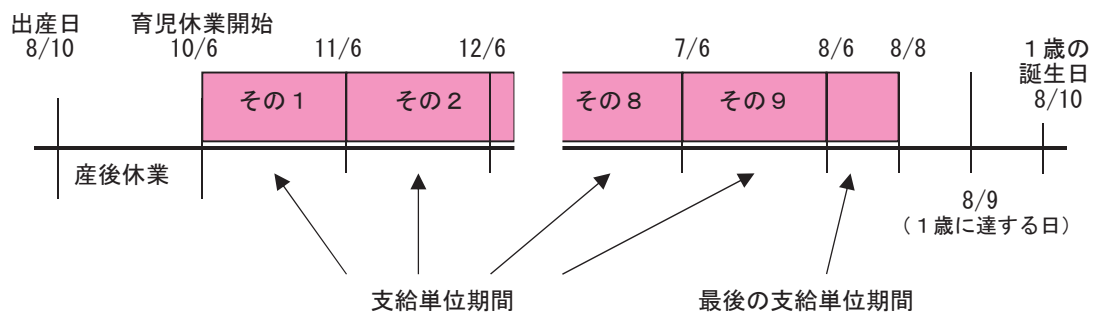 出産日
8/10
育児休業開始
10/6
11/6
12/6
7/6
8/6
8/8
1歳の
誕生日
8/10
その1
その2
その8
その9
産後休業
8/9
(1歳に達する日)
支給単位期間
最後の支給単位期間